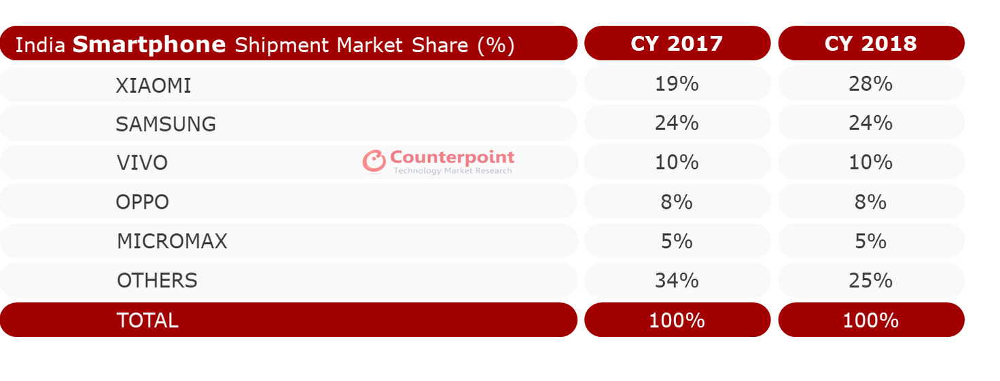 India Smartphone Shipment Market Share (%) CY 2017 CY 2018
XIAOMI 19% 28%
SAMSUNG 24% 24%
VIVO 10% 10%
Counterpoint
Technology Market Research
OPPO 8% 8%
MICROMAX 5% 5%
OTHERS 34% 25%
TOTAL 100% 100%